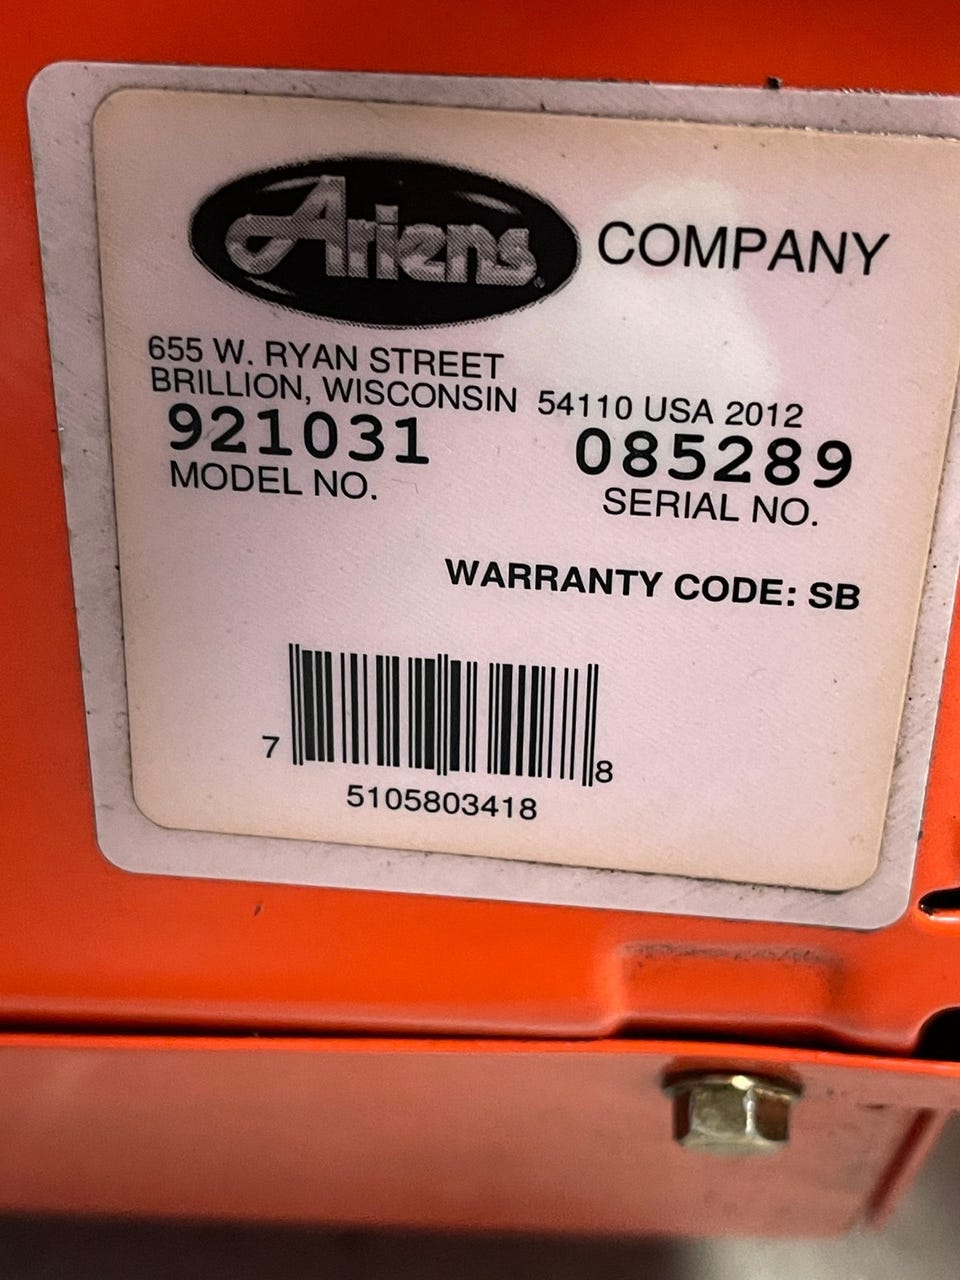 Ariens® COMPANY
655 W. RYAN STREET
BRILLION, WISCONSIN 54110 USA 2012
921031 085289
MODEL NO. SERIAL NO.
WARRANTY CODE: SB
7 8
5105803418